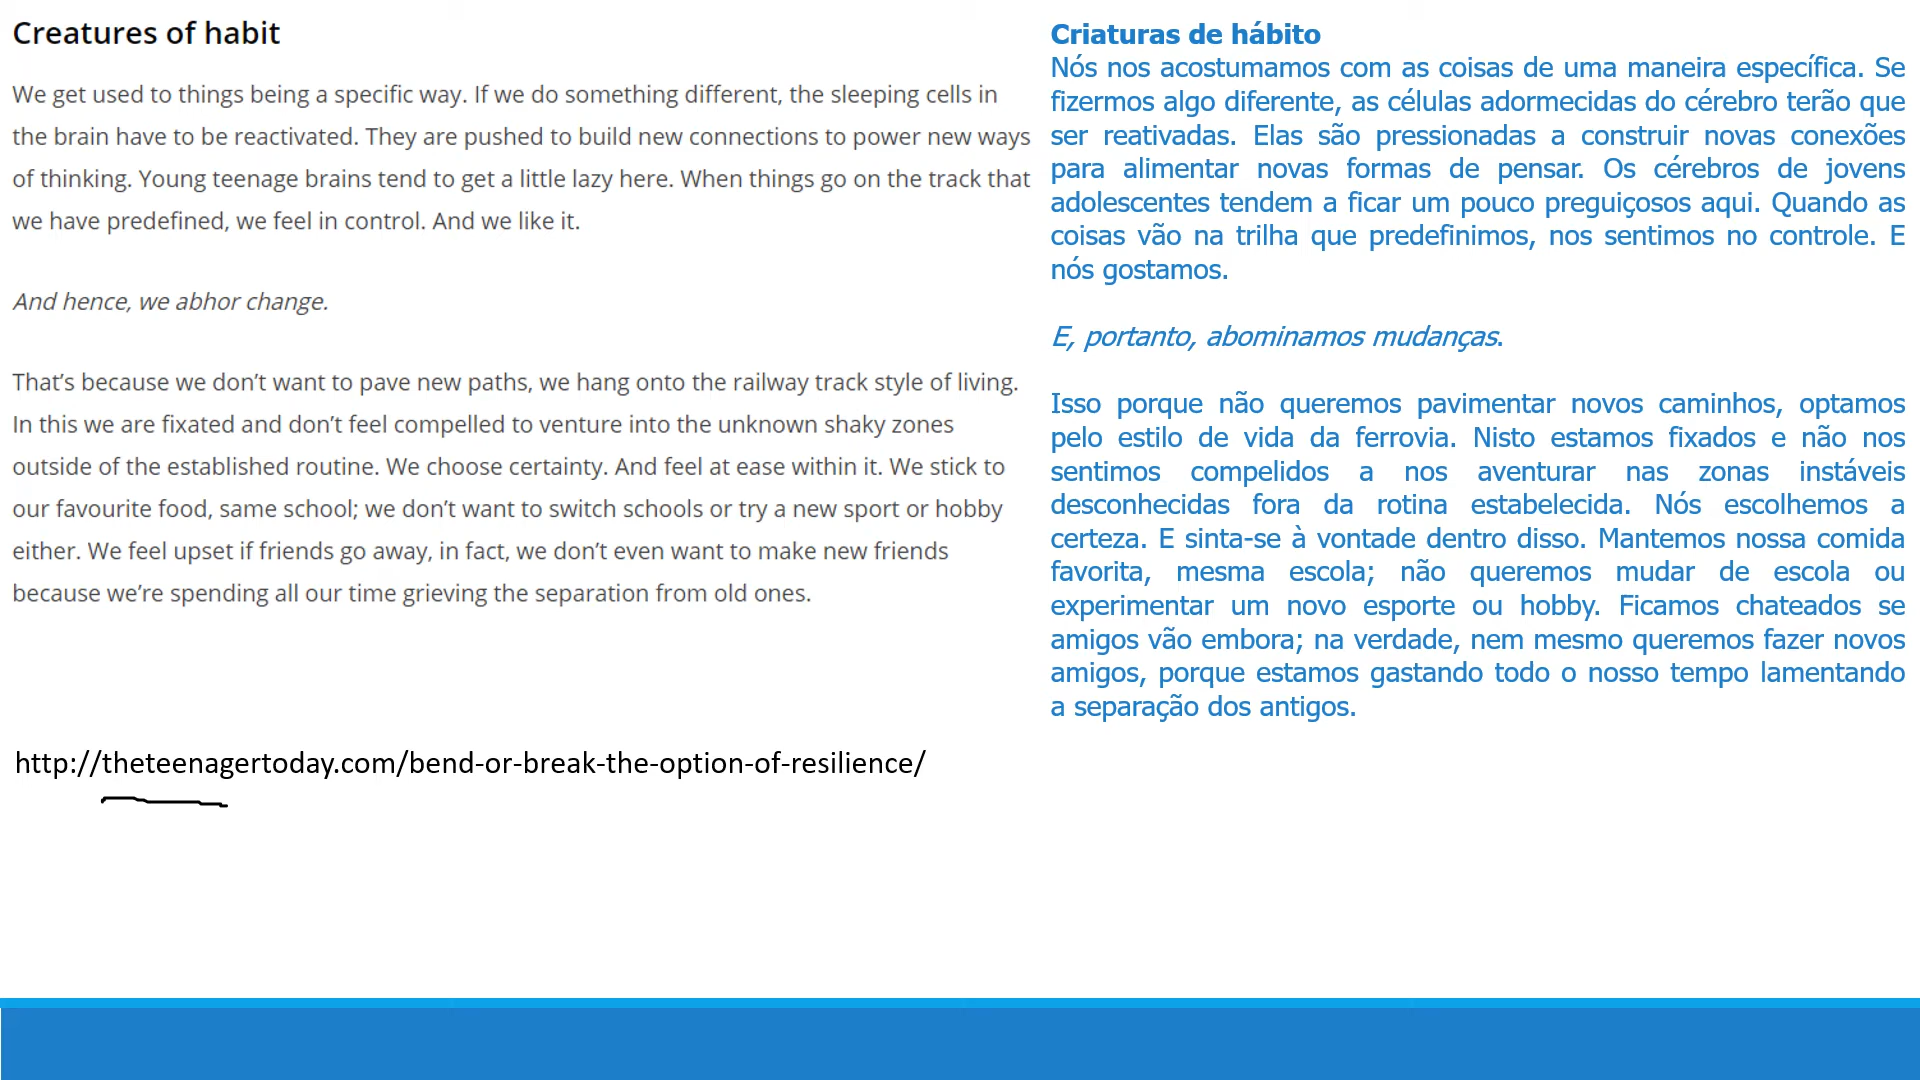 Creatures of habit
We get used to things being a specific way. If we do something different, the sleeping cells in
the brain have to be reactivated. They are pushed to build new connections to power new ways
of thinking. Young teenage brains tend to get a little lazy here. When things go on the track that
we have predefined, we feel in control. And we like it.
And hence, we abhor change.
That’s because we don’t want to pave new paths, we hang onto the railway track style of living.
In this we are fixated and don’t feel compelled to venture into the unknown shaky zones
outside of the established routine. We choose certainty. And feel at ease within it. We stick to
our favourite food, same school; we don’t want to switch schools or try a new sport or hobby
either. We feel upset if friends go away, in fact, we don’t even want to make new friends
because we’re spending all our time grieving the separation from old ones.
http://theteenagertoday.com/bend-or-break-the-option-of-resilience/
Criaturas de hábito
Nós nos acostumamos com as coisas de uma maneira específica. Se
fizermos algo diferente, as células adormecidas do cérebro terão que
ser reativadas. Elas são pressionadas a construir novas conexões
para alimentar novas formas de pensar. Os cérebros de jovens
adolescentes tendem a ficar um pouco preguiçosos aqui. Quando as
coisas vão na trilha que predefinimos, nos sentimos no controle. E
nós gostamos.
E, portanto, abominamos mudanças.
Isso porque não queremos pavimentar novos caminhos, optamos
pelo estilo de vida da ferrovia. Nisto estamos fixados e não nos
sentimos compelidos a nos aventurar nas zonas instáveis
desconhecidas fora da rotina estabelecida. Nós escolhemos a
certeza. E sinta-se à vontade dentro disso. Mantemos nossa comida
favorita, mesma escola; não queremos mudar de escola ou
experimentar um novo esporte ou hobby. Ficamos chateados se
amigos vão embora; na verdade, nem mesmo queremos fazer novos
amigos, porque estamos gastando todo o nosso tempo lamentando
a separação dos antigos.